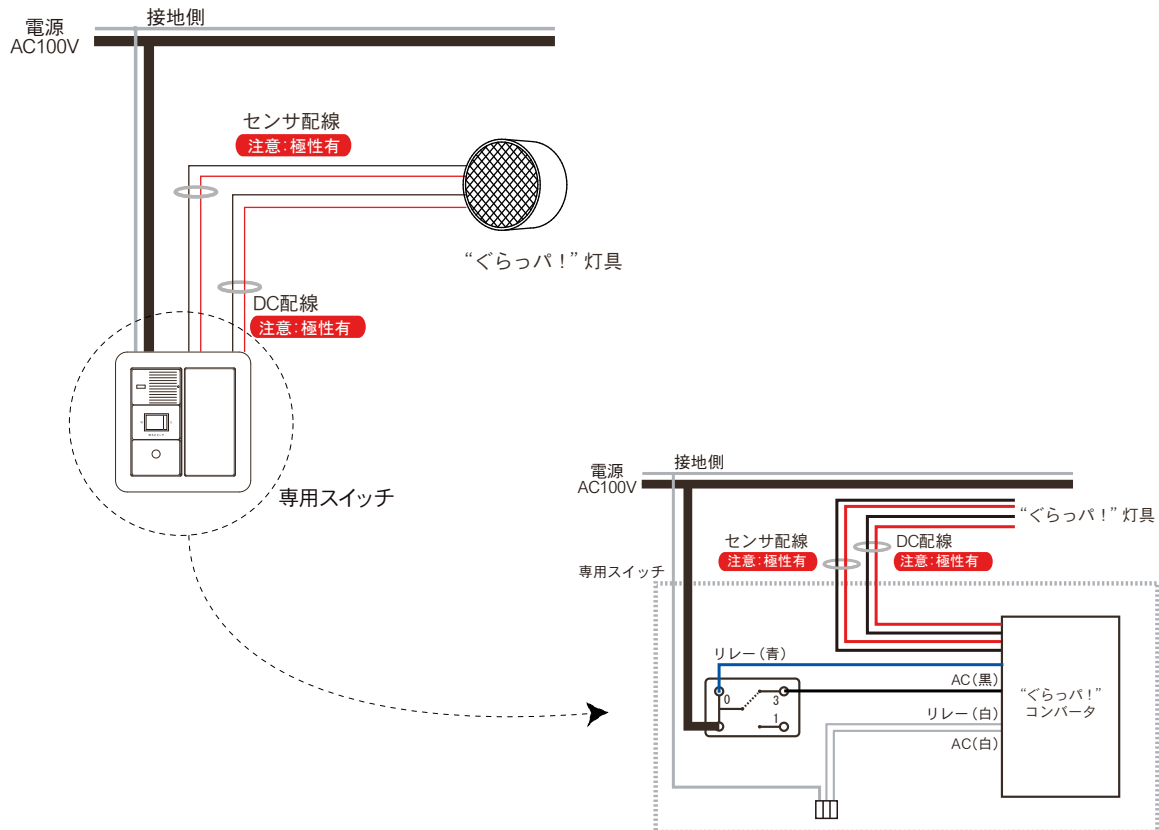 電源
AC100V
接地側
センサ配線
注意：極性有
“ぐらっパ！”灯具
DC配線
注意：極性有
専用スイッチ
電源
AC100V
接地側
“ぐらっパ！”灯具
センサ配線
注意：極性有
DC配線
注意：極性有
専用スイッチ
リレー（青）
0
3
1
AC（黒）
リレー（白）
AC（白）
“ぐらっパ！”
コンバータ